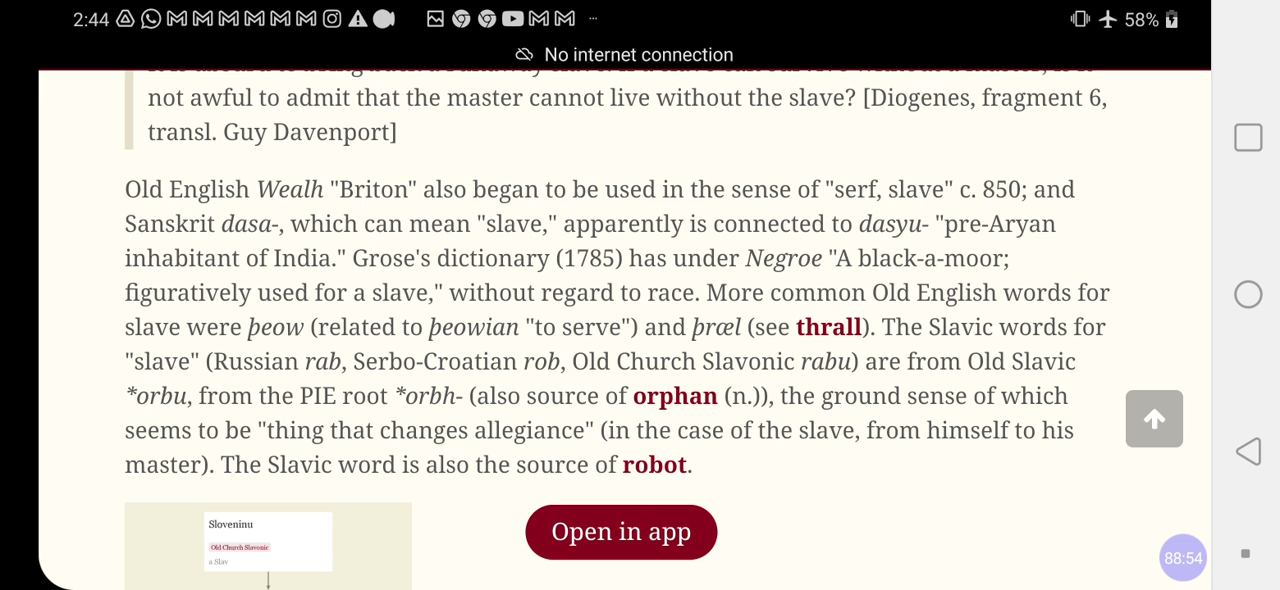 2:44
58%
No internet connection
not awful to admit that the master cannot live without the slave? [Diogenes, fragment 6,
transl. Guy Davenport]
Old English Wealh "Briton" also began to be used in the sense of "serf, slave" c. 850; and
Sanskrit dasa-, which can mean "slave," apparently is connected to dasyu- "pre-Aryan
inhabitant of India." Grose's dictionary (1785) has under Negroe "A black-a-moor;
figuratively used for a slave," without regard to race. More common Old English words for
slave were þeow (related to þeowian "to serve") and þræl (see thrall). The Slavic words for
"slave" (Russian rab, Serbo-Croatian rob, Old Church Slavonic rabu) are from Old Slavic
*orbu, from the PIE root *orbh- (also source of orphan (n.)), the ground sense of which
seems to be "thing that changes allegiance" (in the case of the slave, from himself to his
master). The Slavic word is also the source of robot.
Sloveninu
Old Church Slavonic
a Slav
Open in app
88:54